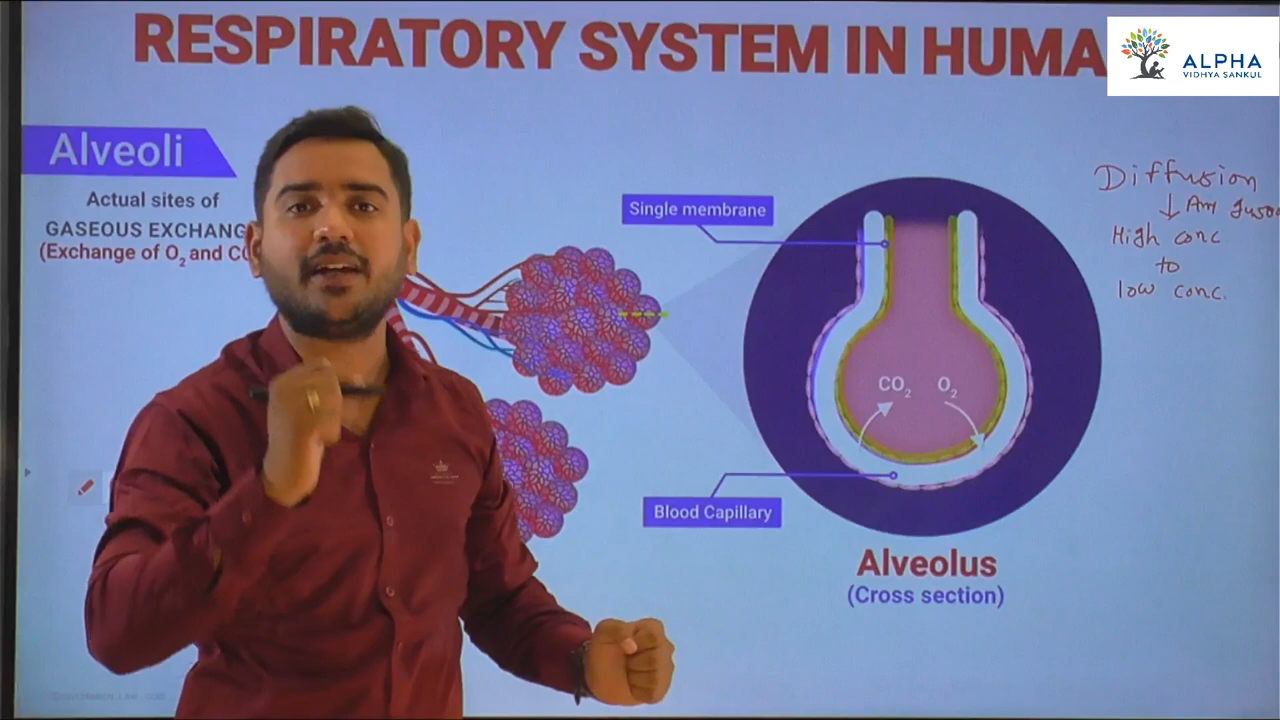 RESPIRATORY SYSTEM IN HUMA
ALPHA
VIDHYA SANKUL
Alveoli
Actual sites of
GASEOUS EXCHANG
(Exchange of O2 and C
Single membrane
CO2 O2
Blood Capillary
Alveolus
(Cross section)
Diffusion
↓
High conc
to
low conc.